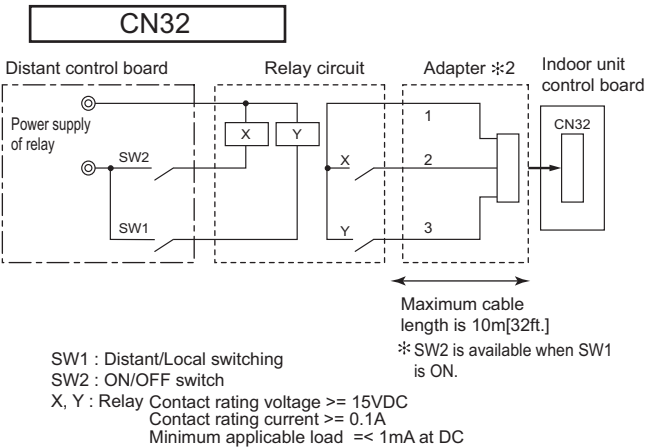 CN32
Distant control board
Relay circuit
Adapter ✻2
Indoor unit
control board
Power supply
of relay
X
Y
1
CN32
SW2
X
2
SW1
Y
3
Maximum cable
length is 10m[32ft.]
✻ SW2 is available when SW1
is ON.
SW1 : Distant/Local switching
SW2 : ON/OFF switch
X, Y : Relay Contact rating voltage >= 15VDC
Contact rating current >= 0.1A
Minimum applicable load =< 1mA at DC